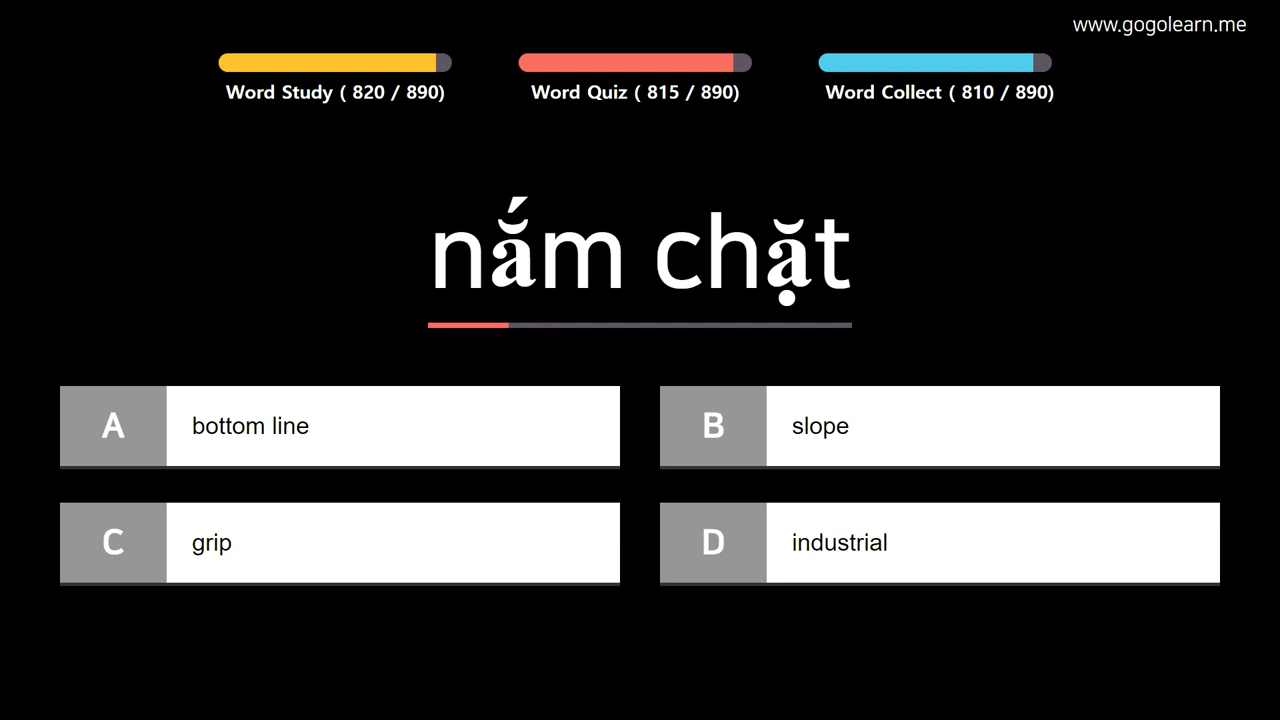 www.gogolearn.me
Word Study ( 820 / 890)
Word Quiz ( 815 / 890)
Word Collect ( 810 / 890)
nắm chặt
A bottom line
B slope
C grip
D industrial